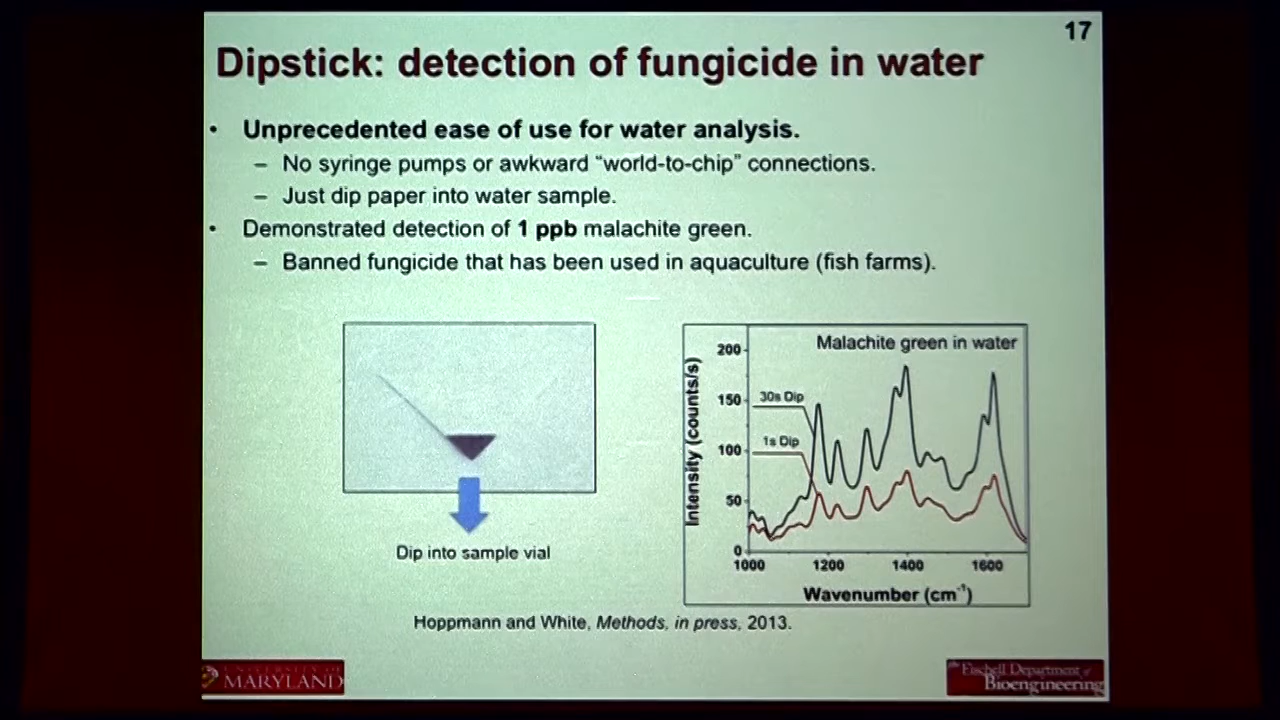 17
Dipstick: detection of fungicide in water
• Unprecedented ease of use for water analysis.
– No syringe pumps or awkward “world-to-chip” connections.
– Just dip paper into water sample.
• Demonstrated detection of 1 ppb malachite green.
– Banned fungicide that has been used in aquaculture (fish farms).
Dip into sample vial
Malachite green in water
Intensity (counts/s)
200
150
100
50
0
30s Dip
1s Dip
1000 1200 1400 1600
Wavenumber (cm⁻¹)
Hoppmann and White, Methods, in press, 2013.
UNIVERSITY OF
MARYLAND
the Fischell Department of
Bioengineering